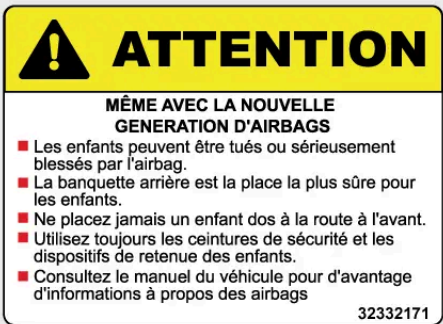 ATTENTION
MÊME AVEC LA NOUVELLE
GENERATION D'AIRBAGS
Les enfants peuvent être tués ou sérieusement
blessés par l'airbag.
La banquette arrière est la place la plus sûre pour
les enfants.
Ne placez jamais un enfant dos à la route à l'avant.
Utilisez toujours les ceintures de sécurité et les
dispositifs de retenue des enfants.
Consultez le manuel du véhicule pour d'avantage
d'informations à propos des airbags
32332171